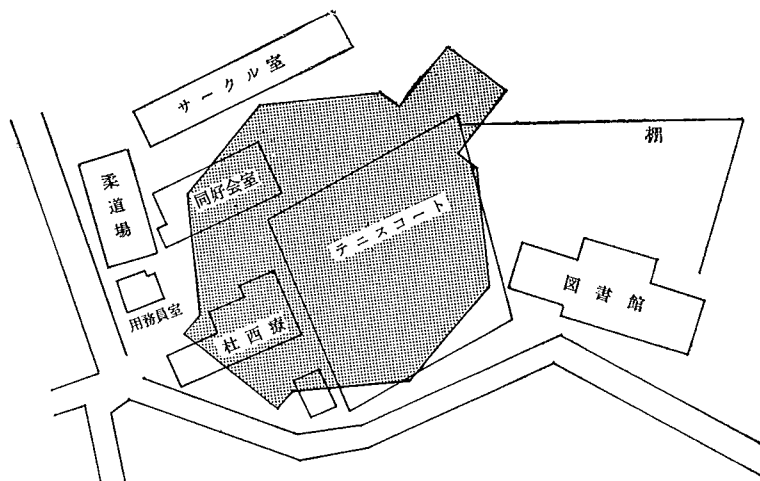 サークル室
柵
柔道場
同好会室
テニスコート
図書館
用務員室
杜西寮